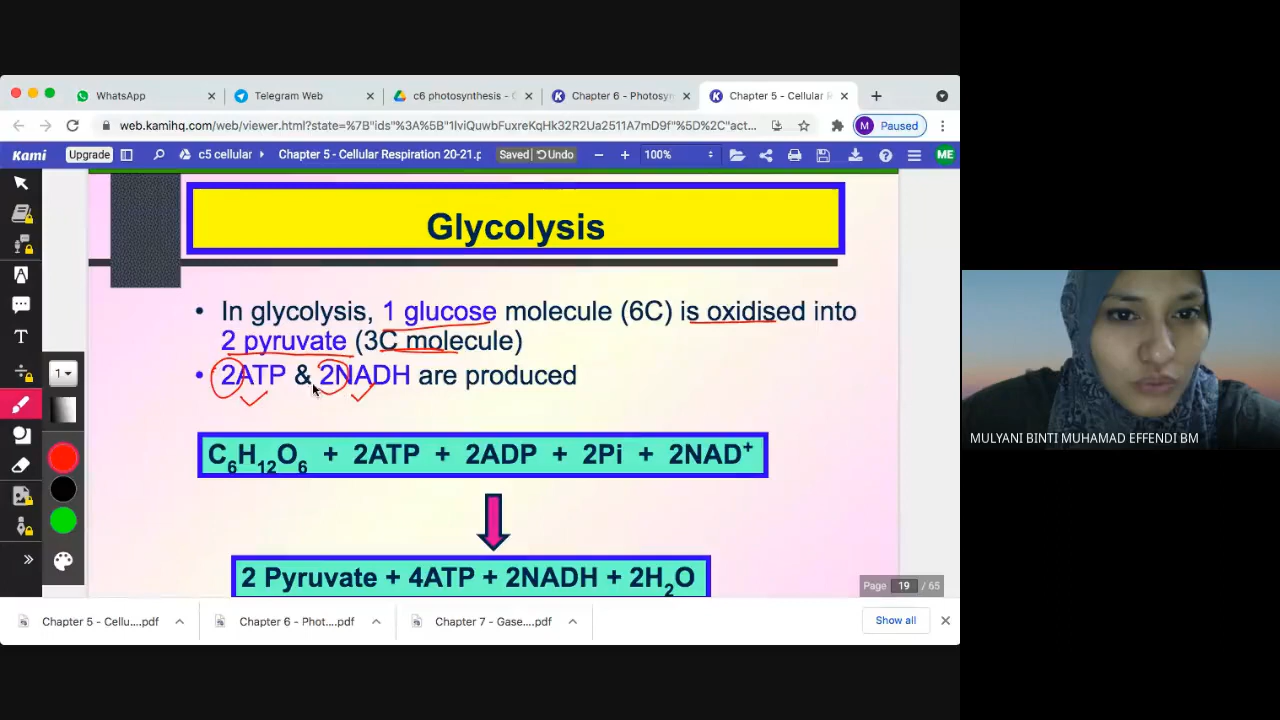 WhatsApp
Telegram Web
c6 photosynthesis - C
Chapter 6 - Photosyn
Chapter 5 - Cellular R
web.kamihq.com/web/viewer.html?state=%7B"ids"%3A%5B"1lviQuwbFuxreKqHk32R2Ua2511A7mD9f"%5D%2C"act...
M Paused
Kami
Upgrade
c5 cellular
Chapter 5 - Cellular Respiration 20-21.p
Saved
Undo
100%
ME
Glycolysis
• In glycolysis, 1 glucose molecule (6C) is oxidised into
2 pyruvate (3C molecule)
• 2ATP & 2NADH are produced
1
C₆H₁₂O₆ + 2ATP + 2ADP + 2Pi + 2NAD⁺
2 Pyruvate + 4ATP + 2NADH + 2H₂O
Page 19 / 65
Chapter 5 - Cellu....pdf
Chapter 6 - Phot....pdf
Chapter 7 - Gase....pdf
Show all
MULYANI BINTI MUHAMAD EFFENDI BM